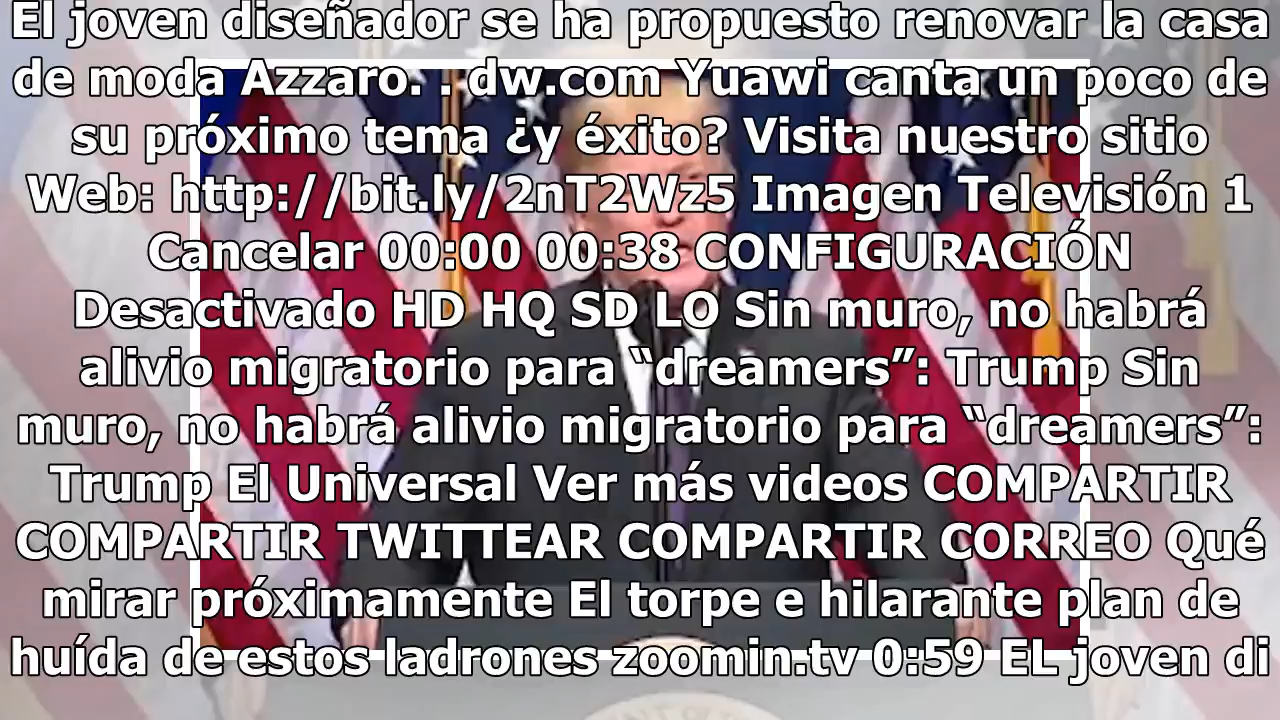 El joven diseñador se ha propuesto renovar la casa
de moda Azzaro. . dw.com Yuawi canta un poco de
su próximo tema ¿y éxito? Visita nuestro sitio
Web: http://bit.ly/2nT2Wz5 Imagen Televisión 1
Cancelar 00:00 00:38 CONFIGURACIÓN
Desactivado HD HQ SD LO Sin muro, no habrá
alivio migratorio para “dreamers”: Trump Sin
muro, no habrá alivio migratorio para “dreamers”:
Trump El Universal Ver más videos COMPARTIR
COMPARTIR TWITTEAR COMPARTIR CORREO Qué
mirar próximamente El torpe e hilarante plan de
huída de estos ladrones zoomin.tv 0:59 EL joven di